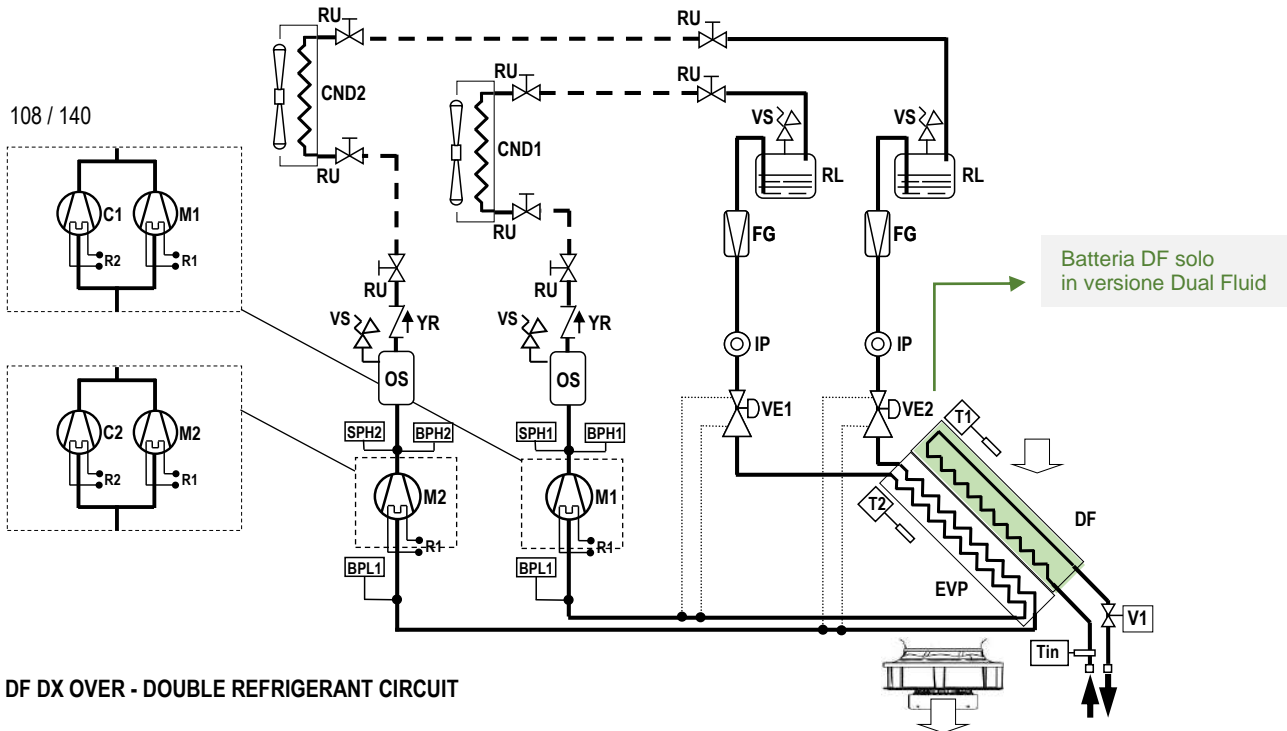 RU
RU
CND2
RU
RU
108 / 140
CND1
VS
VS
RL
RL
RU
RU
C1
M1
R2
R1
FG
FG
Batteria DF solo
in versione Dual Fluid
RU
RU
VS
YR
VS
YR
OS
OS
IP
IP
C2
M2
R2
R1
VE1
VE2
T1
SPH2
BPH2
SPH1
BPH1
M2
M1
T2
DF
R1
R1
BPL1
BPL1
EVP
V1
Tin
DF DX OVER - DOUBLE REFRIGERANT CIRCUIT